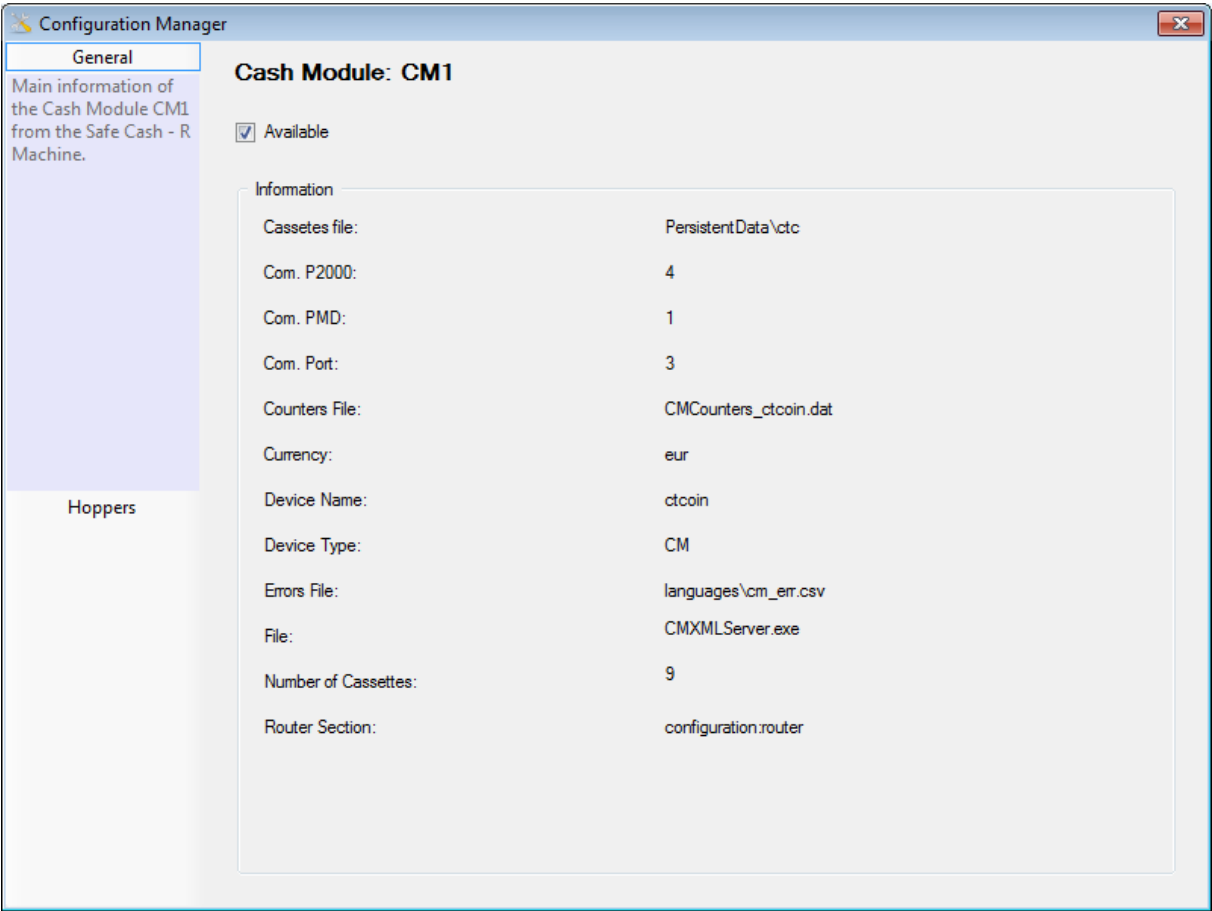 Configuration Manager
General
Main information of
the Cash Module CM1
from the Safe Cash - R
Machine.
Hoppers
Cash Module: CM1
Available
Information
Cassetes file: PersistentData\ctc
Com. P2000: 4
Com. PMD: 1
Com. Port: 3
Counters File: CMCounters_ctcoin.dat
Currency: eur
Device Name: ctcoin
Device Type: CM
Errors File: languages\cm_err.csv
File: CMXMLServer.exe
Number of Cassettes: 9
Router Section: configuration:router